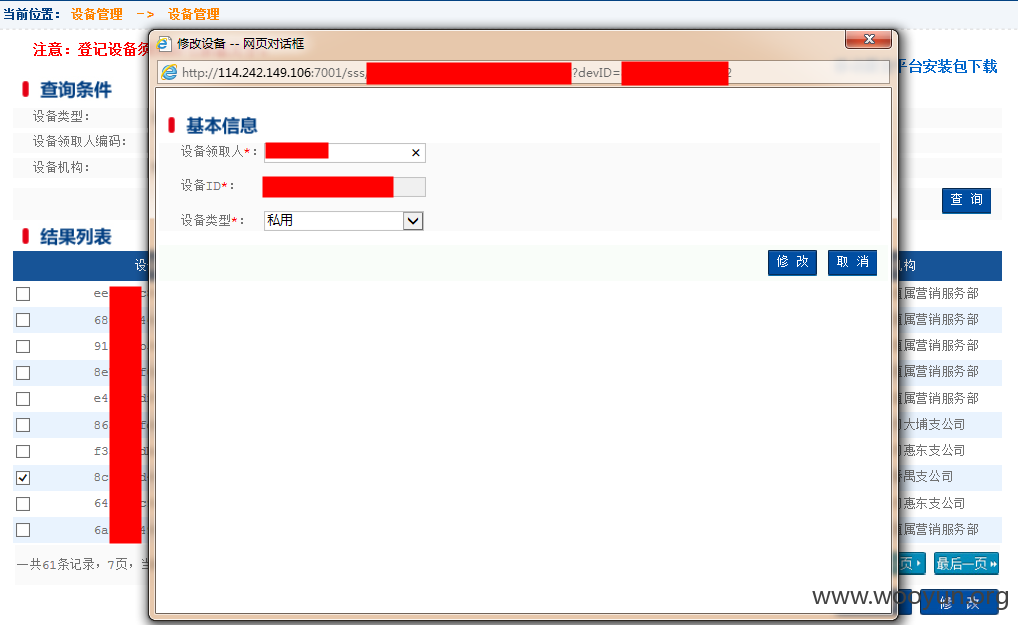 当前位置： 设备管理 -> 设备管理
注意：登记设备须
平台安装包下载
查询条件
设备类型:
设备领取人编码:
设备机构:
查 询
结果列表
设
机构
ee
直属营销服务部
68
直属营销服务部
91
直属营销服务部
8e
直属营销服务部
e4
直属营销服务部
86
大埔支公司
f3
惠东支公司
8c
番禺支公司
64
惠东支公司
6a
直属营销服务部
一共61条记录，7页，当
页
最后一页
修 改
修改设备 -- 网页对话框
http://114.242.149.106:7001/sss/
?devID=
基本信息
设备领取人*:
设备ID*:
设备类型*: 私用
修 改 取 消
www.wooyun.org